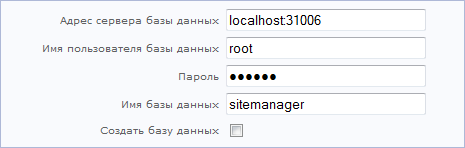 Адрес сервера базы данных localhost:31006
Имя пользователя базы данных root
Пароль ●●●●●●
Имя базы данных sitemanager
Создать базу данных